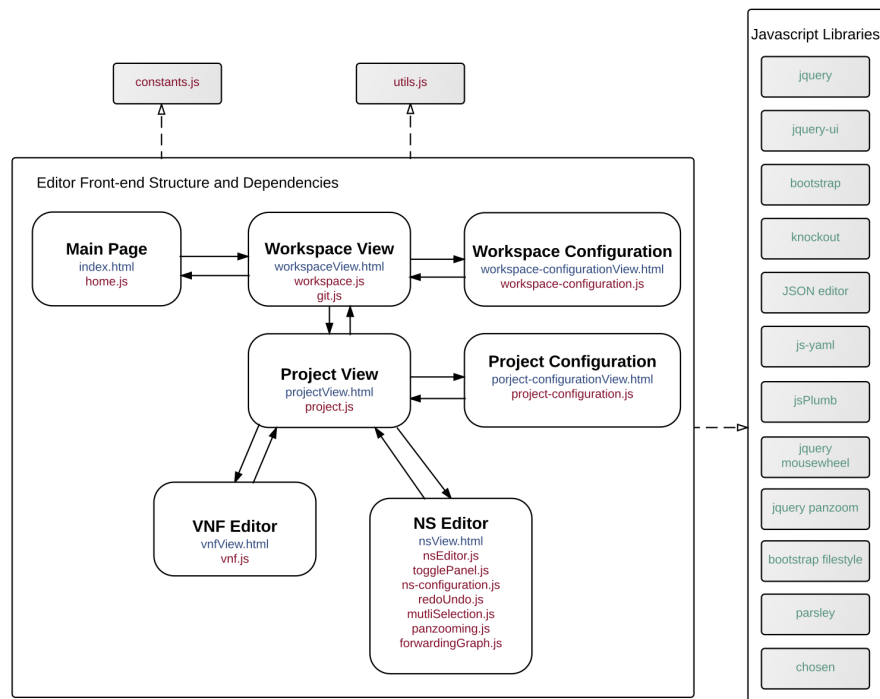 constants.js
utils.js
Editor Front-end Structure and Dependencies
Main Page
index.html
home.js
Workspace View
workspaceView.html
workspace.js
git.js
Workspace Configuration
workspace-configurationView.html
workspace-configuration.js
Project View
projectView.html
project.js
Project Configuration
porject-configurationView.html
project-configuration.js
VNF Editor
vnfView.html
vnf.js
NS Editor
nsView.html
nsEditor.js
togglePanel.js
ns-configuration.js
redoUndo.js
mutliSelection.js
panzooming.js
forwardingGraph.js
Javascript Libraries
jquery
jquery-ui
bootstrap
knockout
JSON editor
js-yaml
jsPlumb
jquery
mousewheel
jquery panzoom
bootstrap filestyle
parsley
chosen